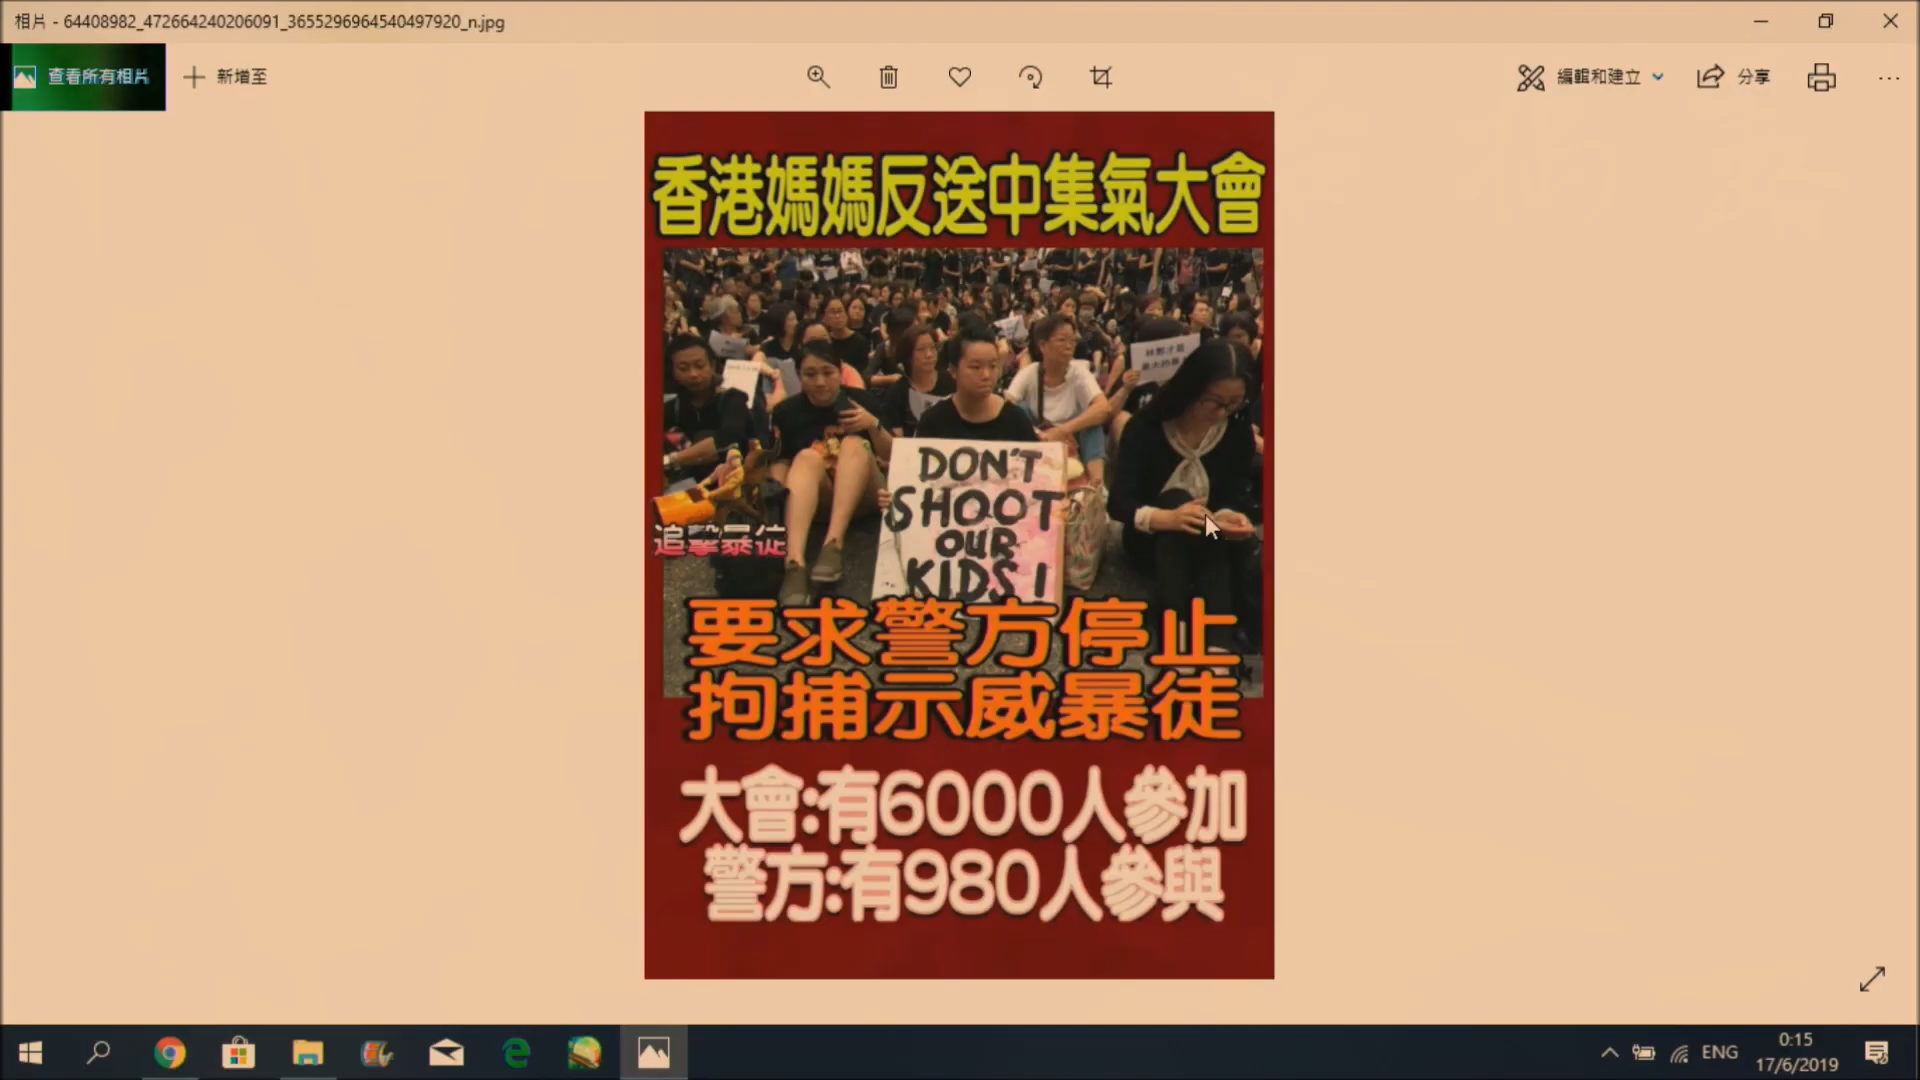 相片 - 64408982_472664240206091_3655296964540497920_n.jpg
查看所有相片
新增至
編輯和建立
分享
香港媽媽反送中集氣大會
DON'T
SHOOT
OUR
KIDS!
追擊暴徒
要求警方停止
拘捕示威暴徒
大會:有6000人參加
警方:有980人參與
ENG
0:15
17/6/2019